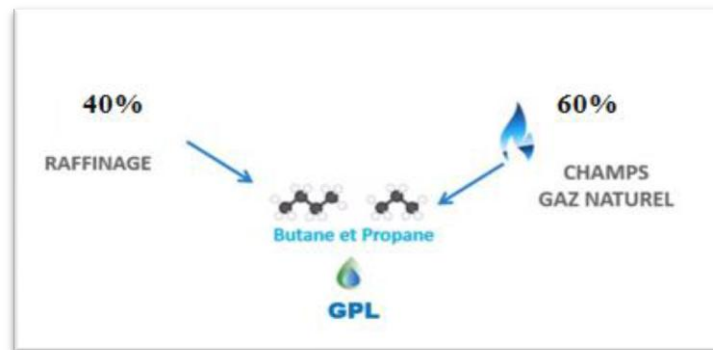 40%
60%
RAFFINAGE
CHAMPS
GAZ NATUREL
Butane et Propane
GPL